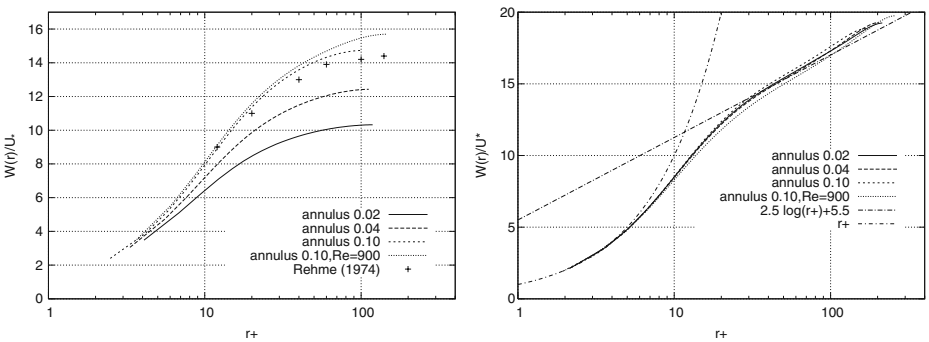 16
14
12
10
8
6
4
2
0
W(r)/U*
1
10
100
r+
annulus 0.02
annulus 0.04
annulus 0.10
annulus 0.10,Re=900
Rehme (1974)
20
15
10
5
0
W(r)/U*
1
10
100
r+
annulus 0.02
annulus 0.04
annulus 0.10
annulus 0.10,Re=900
2.5 log(r+)+5.5
r+